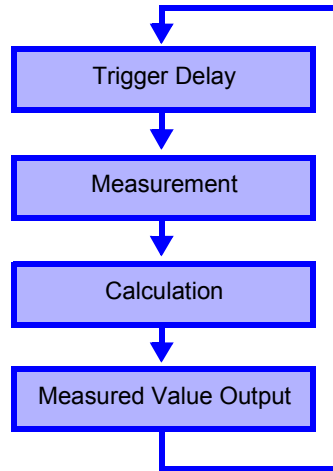 Trigger Delay
Measurement
Calculation
Measured Value Output